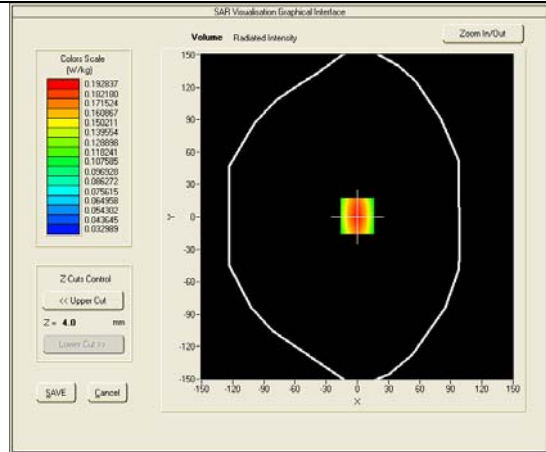 SAR Visualisation Graphical Interface
Volume Radiated Intensity
Zoom In/Out
Colors Scale
(W/kg)
0.192837
0.182180
0.171524
0.160867
0.150211
0.139554
0.128898
0.118241
0.107585
0.096928
0.086272
0.075615
0.064958
0.054302
0.043645
0.032989
Z-Cuts Control
<< Upper Cut
Z = 4.0 mm
Lower Cut >>
SAVE Cancel
150
120
90
60
30
0
-30
-60
-90
-120
-150
Y
-150 -120 -90 -60 -30 0 30 60 90 120 150
X